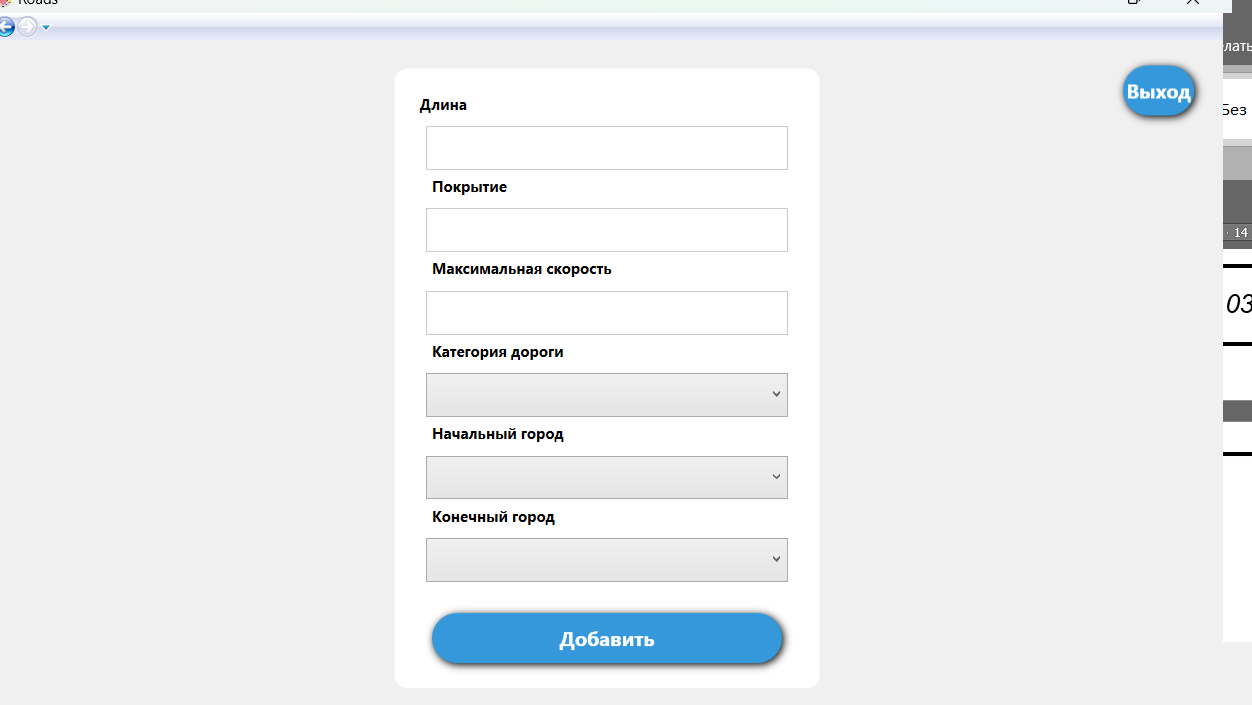 Roads
Выход
Длина
Покрытие
Максимальная скорость
Категория дороги
Начальный город
Конечный город
Добавить
Без
14
03